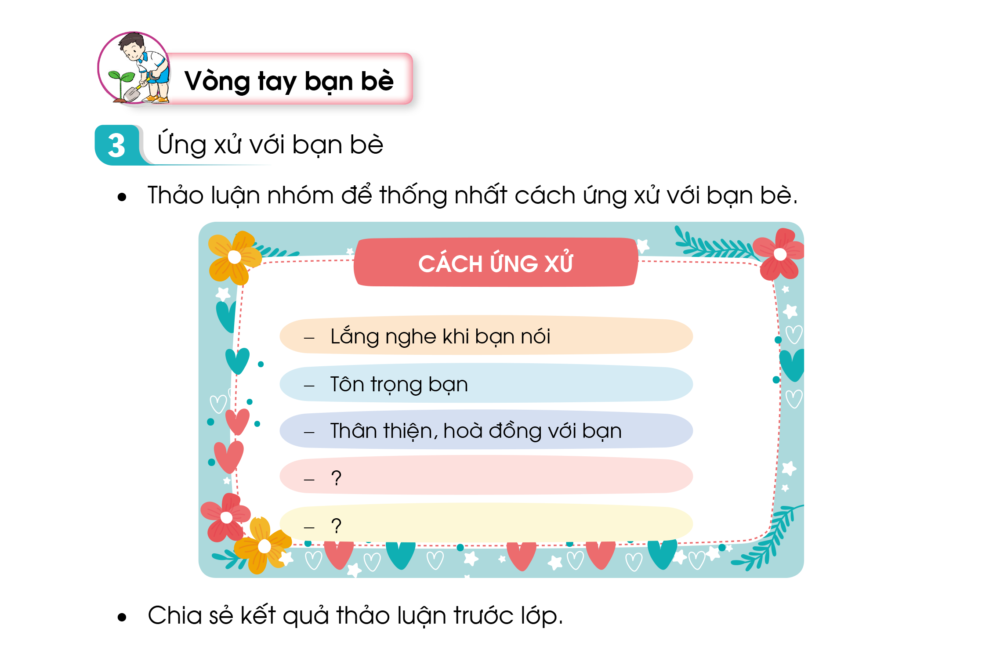 Vòng tay bạn bè
3 Ứng xử với bạn bè
• Thảo luận nhóm để thống nhất cách ứng xử với bạn bè.
CÁCH ỨNG XỬ
– Lắng nghe khi bạn nói
– Tôn trọng bạn
– Thân thiện, hoà đồng với bạn
– ?
– ?
• Chia sẻ kết quả thảo luận trước lớp.